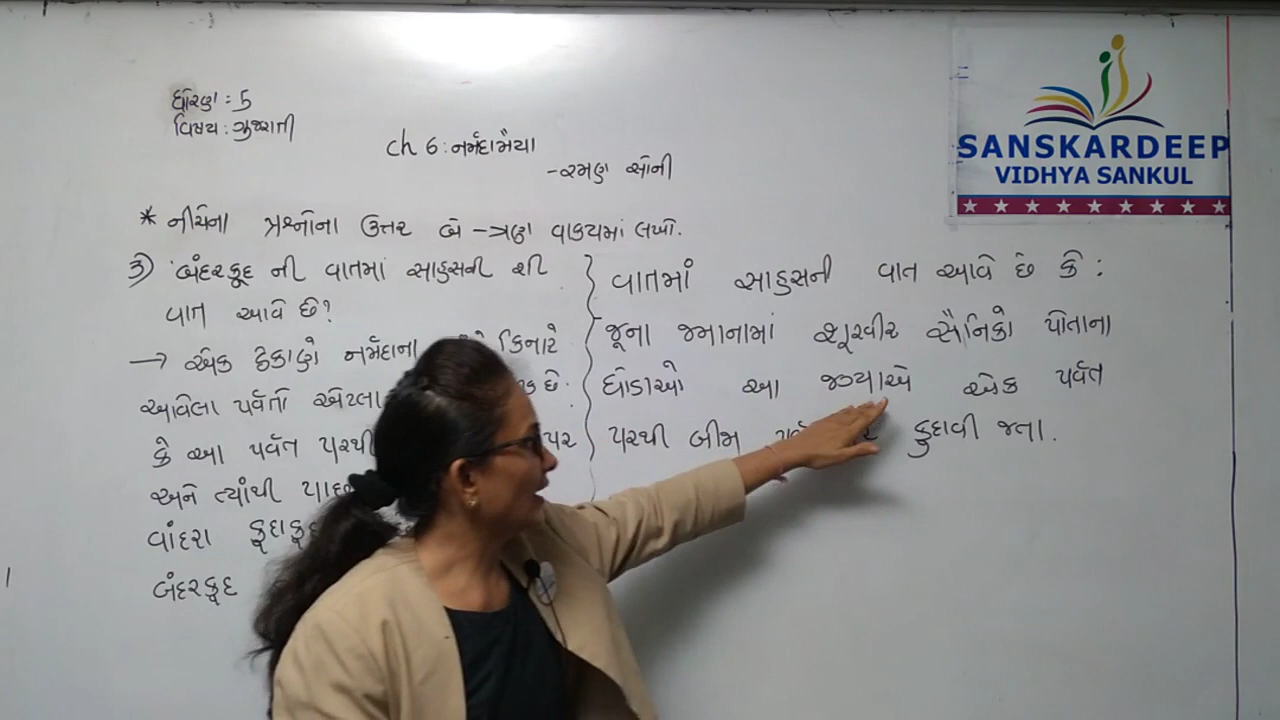 ધોરણ : 5
વિષય : ગુજરાતી
ch 6 : નર્મદામૈયા
- રમણ સોની
* નીચેના પ્રશ્નોના ઉત્તર બે - ત્રણ વાક્યમાં લખો.
3) બંદરકૂદ ની વાતમાં સાહસની શી
વાત આવે છે?
→ એક ઠેકાણે નર્મદાના કિનારે
આવેલા પર્વતો એટલા છે.
કે આ પર્વત પરથી પર
અને ત્યાંથી પાછા
વાંદરા કૂદાકૂદ
બંદરકૂદ
વાતમાં સાહસની વાત આવે છે કે :
જૂના જમાનામાં શૂરવીર સૈનિકો પોતાના
ઘોડાઓ આ જગ્યાએ એક પર્વત
પરથી બીજા કુદાવી જતા.
SANSKARDEEP
VIDHYA SANKUL